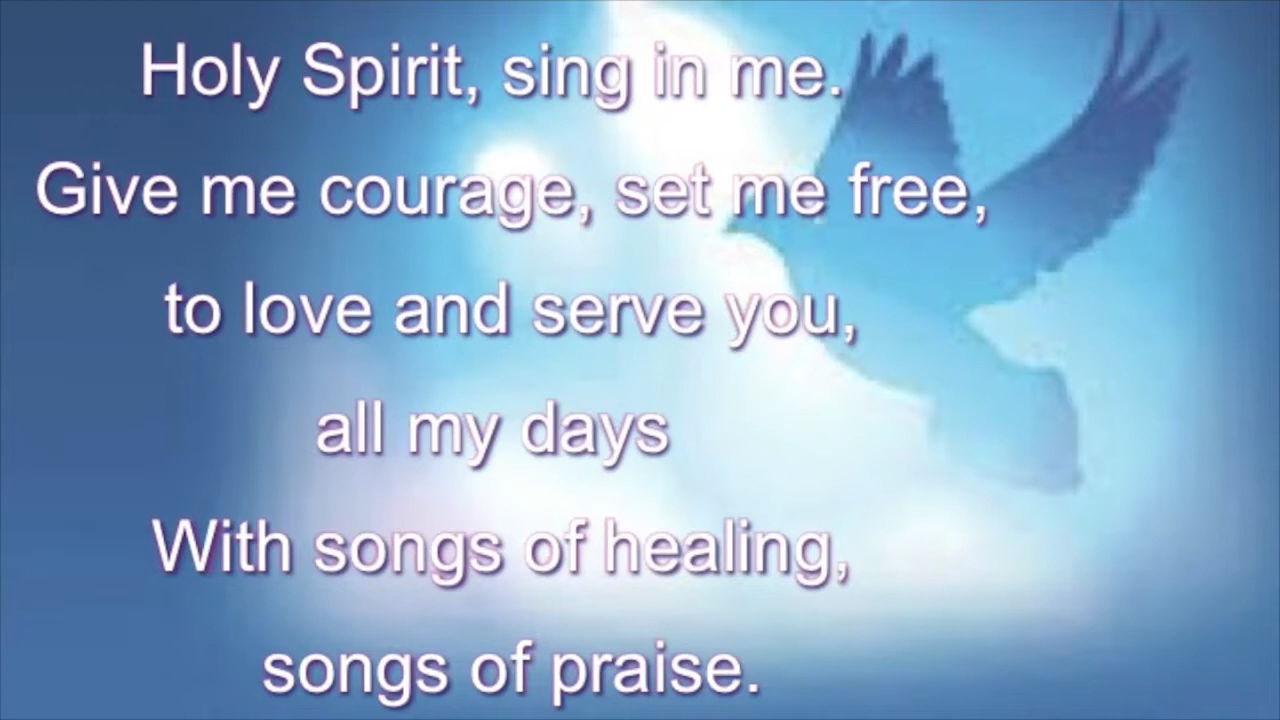 Holy Spirit, sing in me.
Give me courage, set me free,
to love and serve you,
all my days
With songs of healing,
songs of praise.